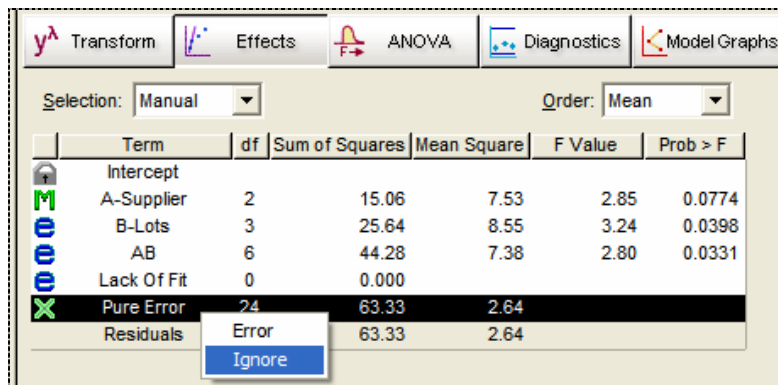 yλ Transform Effects F ANOVA Diagnostics Model Graphs
Selection: Manual Order: Mean
Term df Sum of Squares Mean Square F Value Prob > F
Intercept
M A-Supplier 2 15.06 7.53 2.85 0.0774
e B-Lots 3 25.64 8.55 3.24 0.0398
e AB 6 44.28 7.38 2.80 0.0331
e Lack Of Fit 0 0.000
Pure Error 24 63.33 2.64
Residuals Error 63.33 2.64
Ignore